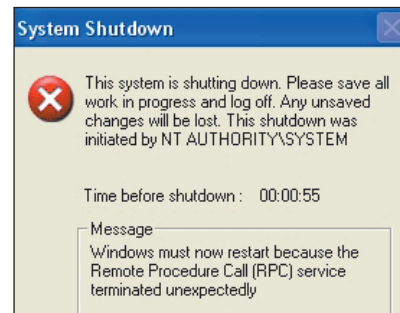 System Shutdown
This system is shutting down. Please save all
work in progress and log off. Any unsaved
changes will be lost. This shutdown was
initiated by NT AUTHORITY\SYSTEM
Time before shutdown : 00:00:55
Message
Windows must now restart because the
Remote Procedure Call (RPC) service
terminated unexpectedly